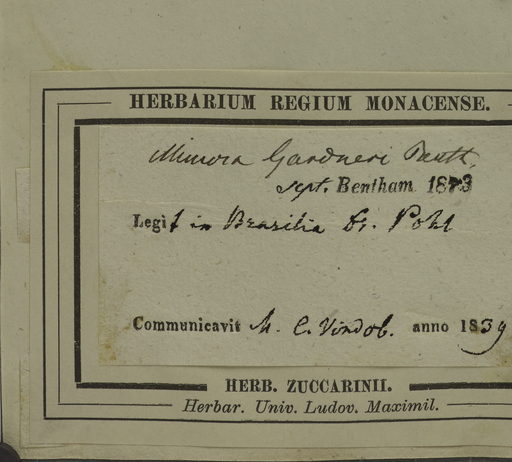 HERBARIUM REGIUM MONACENSE.
Mimosa Gardneri Benth.
sept. Bentham 1873
Legit in Brasilia Dr. Pohl
Communicavit M. C. Vindob. anno 1839
HERB. ZUCCARINII.
Herbar. Univ. Ludov. Maximil.